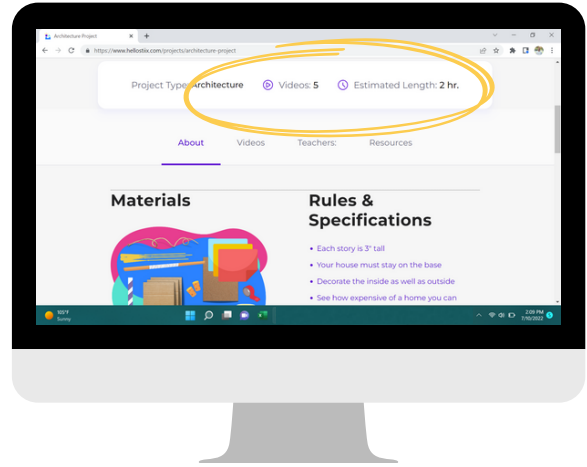 Architecture Project
https://www.hellostiix.com/projects/architecture-project
Project Type: Architecture Videos: 5 Estimated Length: 2 hr.
About Videos Teachers: Resources
Materials
Rules &
Specifications
• Each story is 3" tall
• Your house must stay on the base
• Decorate the inside as well as outside
• See how expensive of a home you can
105°F
Sunny
2:09 PM
7/10/2022